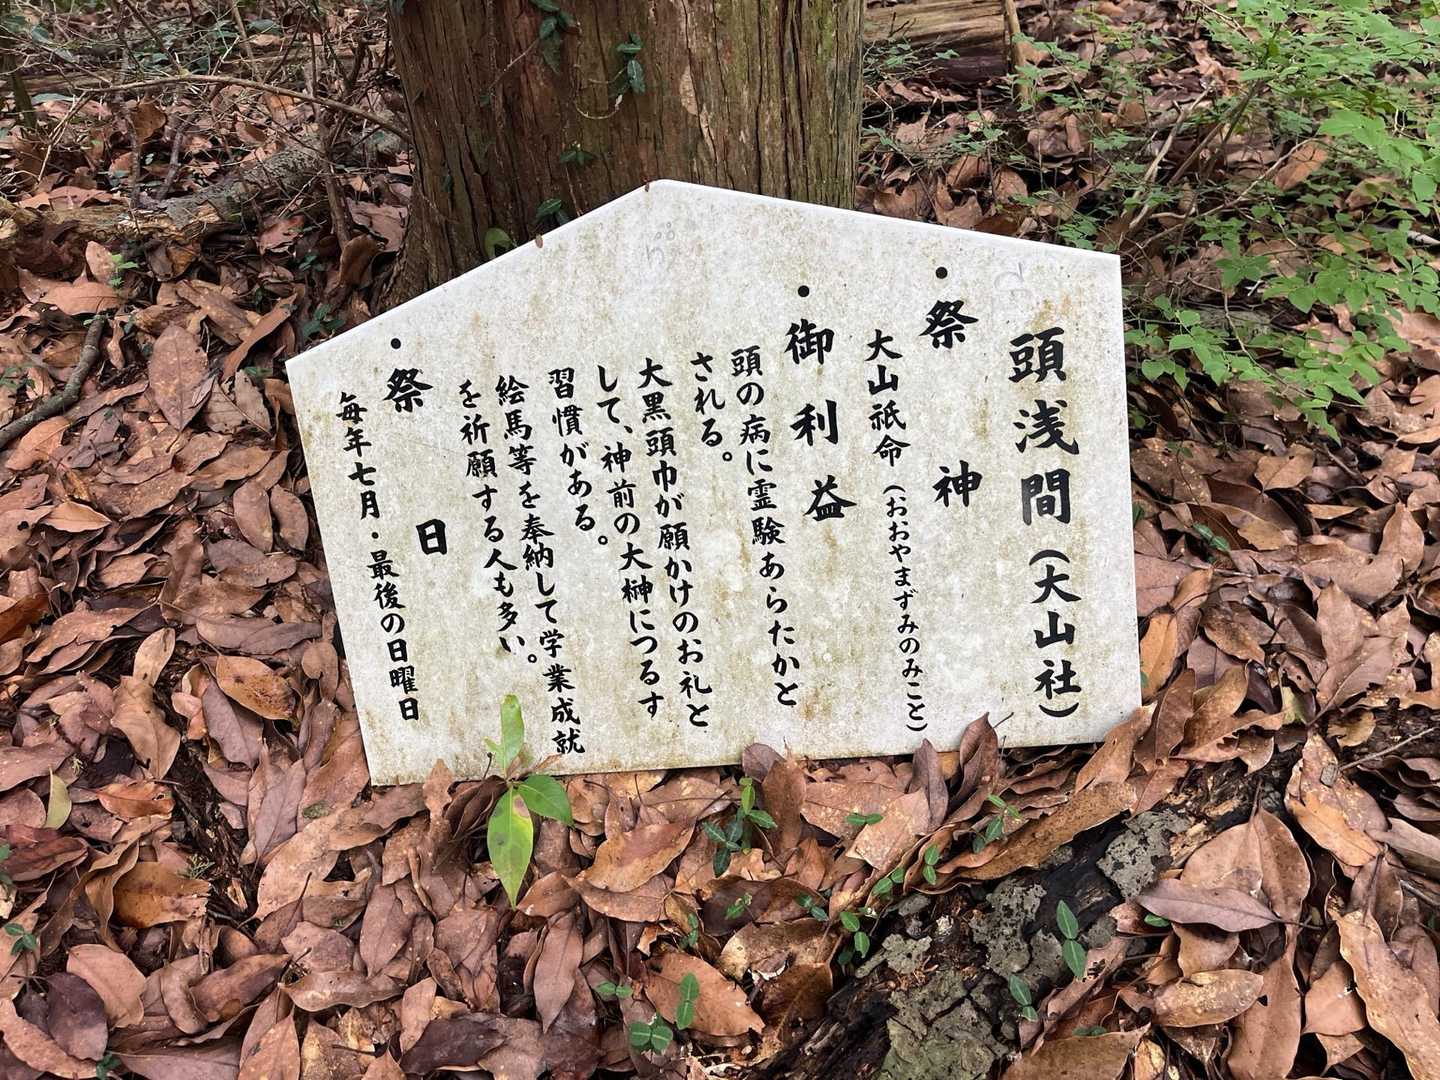 頭浅間（大山社）
・祭神
大山祇命（おおやまずみのみこと）
・御利益
頭の病に霊験あらたかと
される。
大黒頭巾が願かけのお礼と
して、神前の大榊につるす
習慣がある。
絵馬等を奉納して学業成就
を祈願する人も多い。
・祭日
毎年七月・最後の日曜日